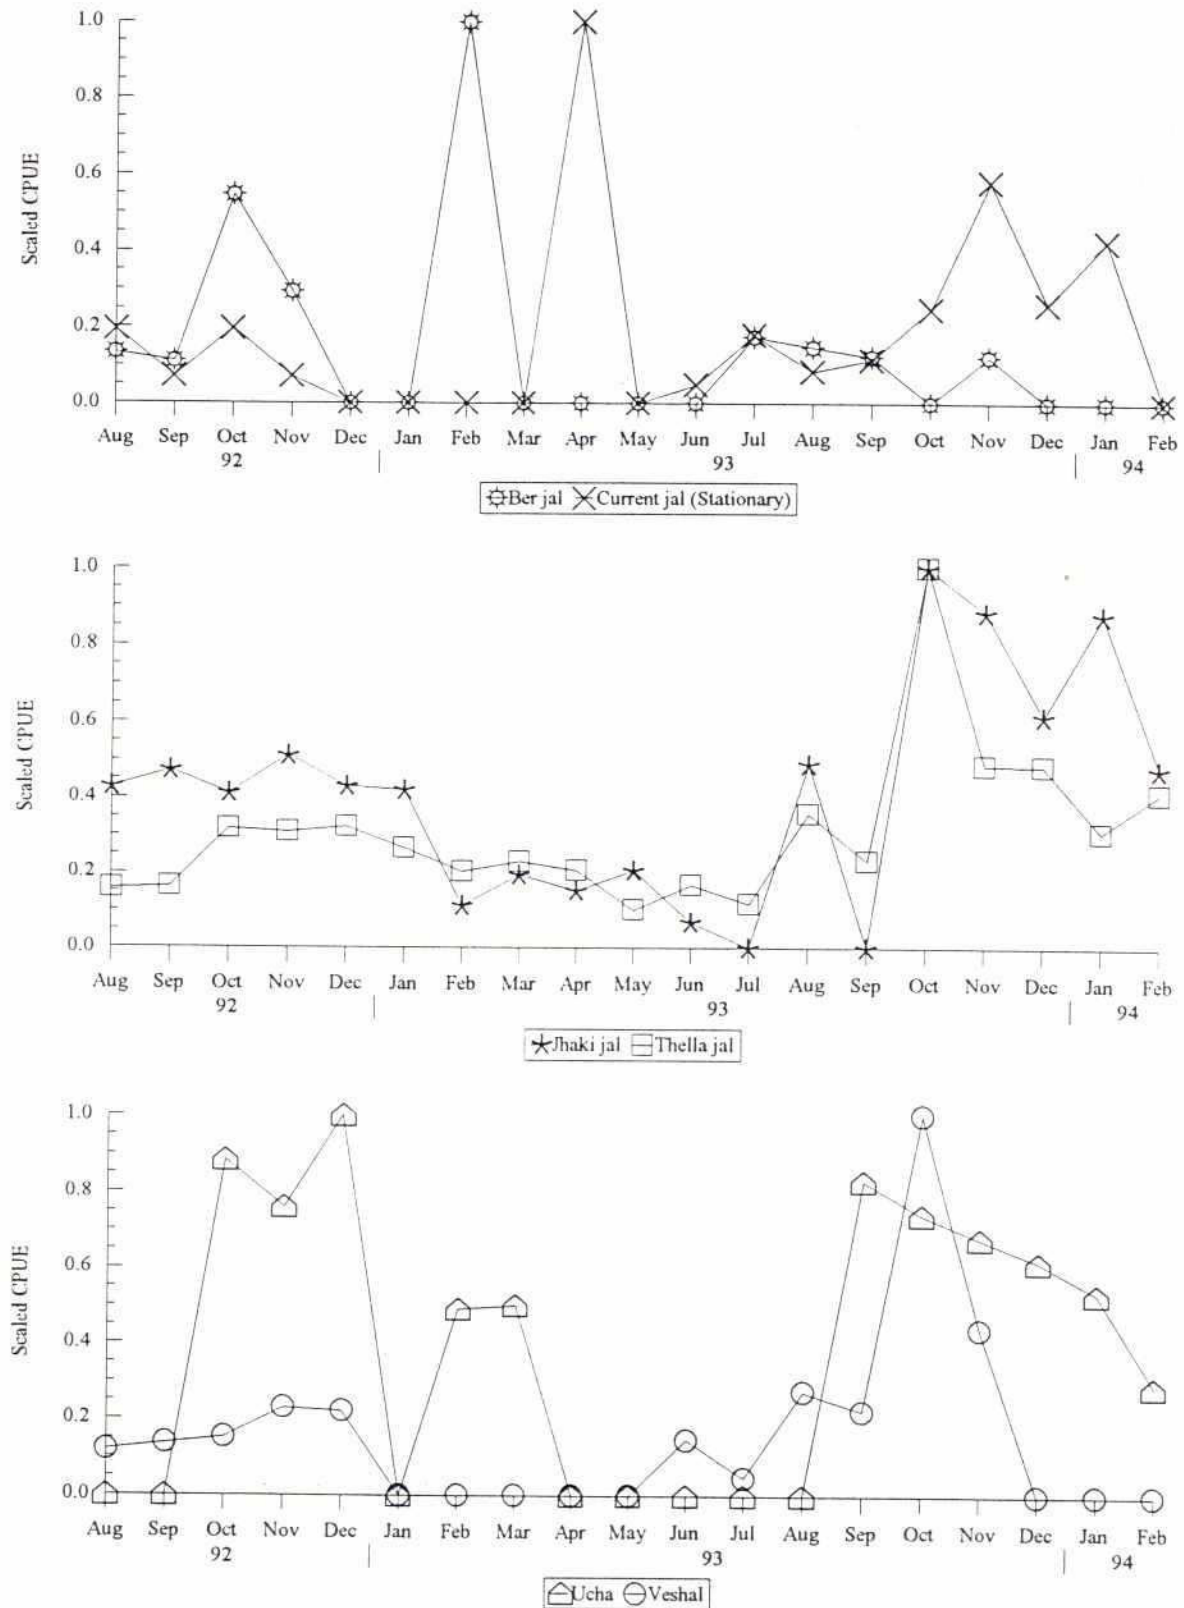 1.0
0.8
0.6
0.4
0.2
0.0
Scaled CPUE
Aug Sep Oct Nov Dec Jan Feb Mar Apr May Jun Jul Aug Sep Oct Nov Dec Jan Feb
92 | 93 | 94
Ber jal Current jal (Stationary)
1.0
0.8
0.6
0.4
0.2
0.0
Scaled CPUE
Aug Sep Oct Nov Dec Jan Feb Mar Apr May Jun Jul Aug Sep Oct Nov Dec Jan Feb
92 | 93 | 94
Jhaki jal Thella jal
1.0
0.8
0.6
0.4
0.2
0.0
Scaled CPUE
Aug Sep Oct Nov Dec Jan Feb Mar Apr May Jun Jul Aug Sep Oct Nov Dec Jan Feb
92 | 93 | 94
Ucha Veshal